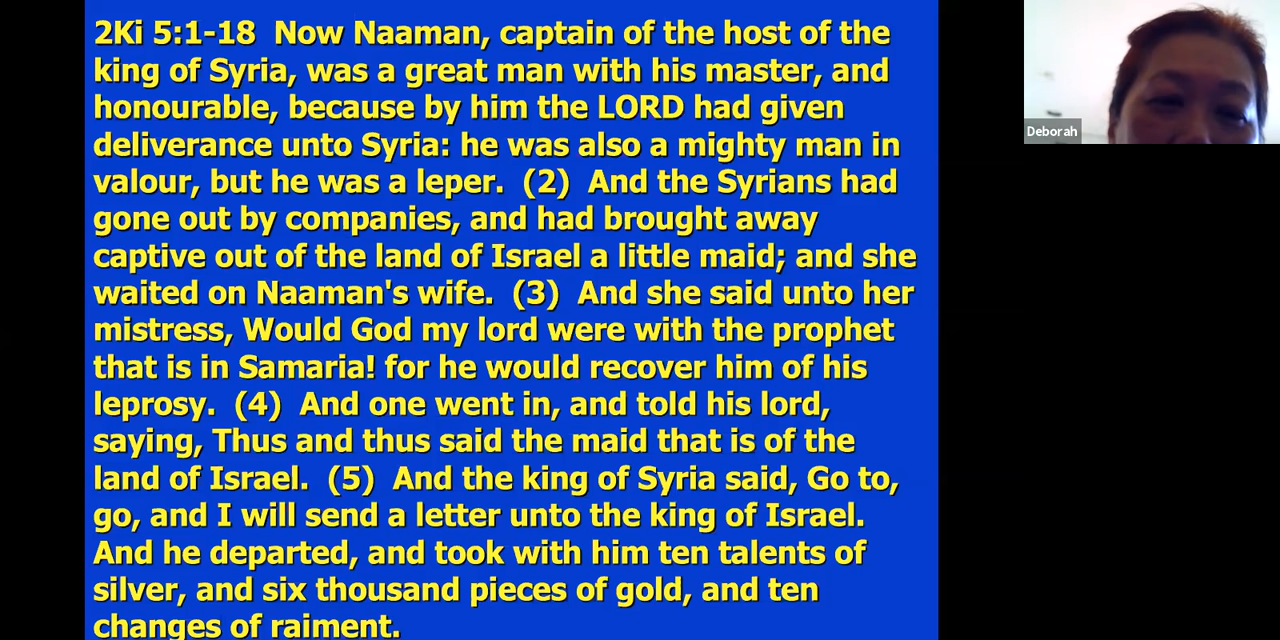 2Ki 5:1-18  Now Naaman, captain of the host of the
king of Syria, was a great man with his master, and
honourable, because by him the LORD had given
deliverance unto Syria: he was also a mighty man in
valour, but he was a leper.  (2)  And the Syrians had
gone out by companies, and had brought away
captive out of the land of Israel a little maid; and she
waited on Naaman's wife.  (3)  And she said unto her
mistress, Would God my lord were with the prophet
that is in Samaria! for he would recover him of his
leprosy.  (4)  And one went in, and told his lord,
saying, Thus and thus said the maid that is of the
land of Israel.  (5)  And the king of Syria said, Go to,
go, and I will send a letter unto the king of Israel.
And he departed, and took with him ten talents of
silver, and six thousand pieces of gold, and ten
changes of raiment.
Deborah